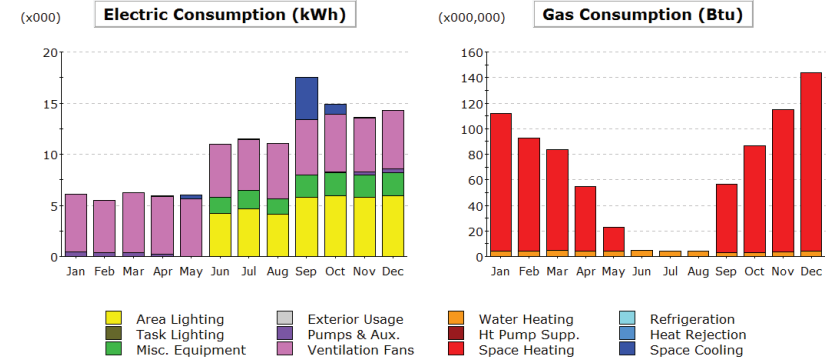 (x000)
Electric Consumption (kWh)
20
15
10
5
0
Jan Feb Mar Apr May Jun Jul Aug Sep Oct Nov Dec
(x000,000)
Gas Consumption (Btu)
160
140
120
100
80
60
40
20
0
Jan Feb Mar Apr May Jun Jul Aug Sep Oct Nov Dec
Area Lighting
Task Lighting
Misc. Equipment
Exterior Usage
Pumps & Aux.
Ventilation Fans
Water Heating
Ht Pump Supp.
Space Heating
Refrigeration
Heat Rejection
Space Cooling